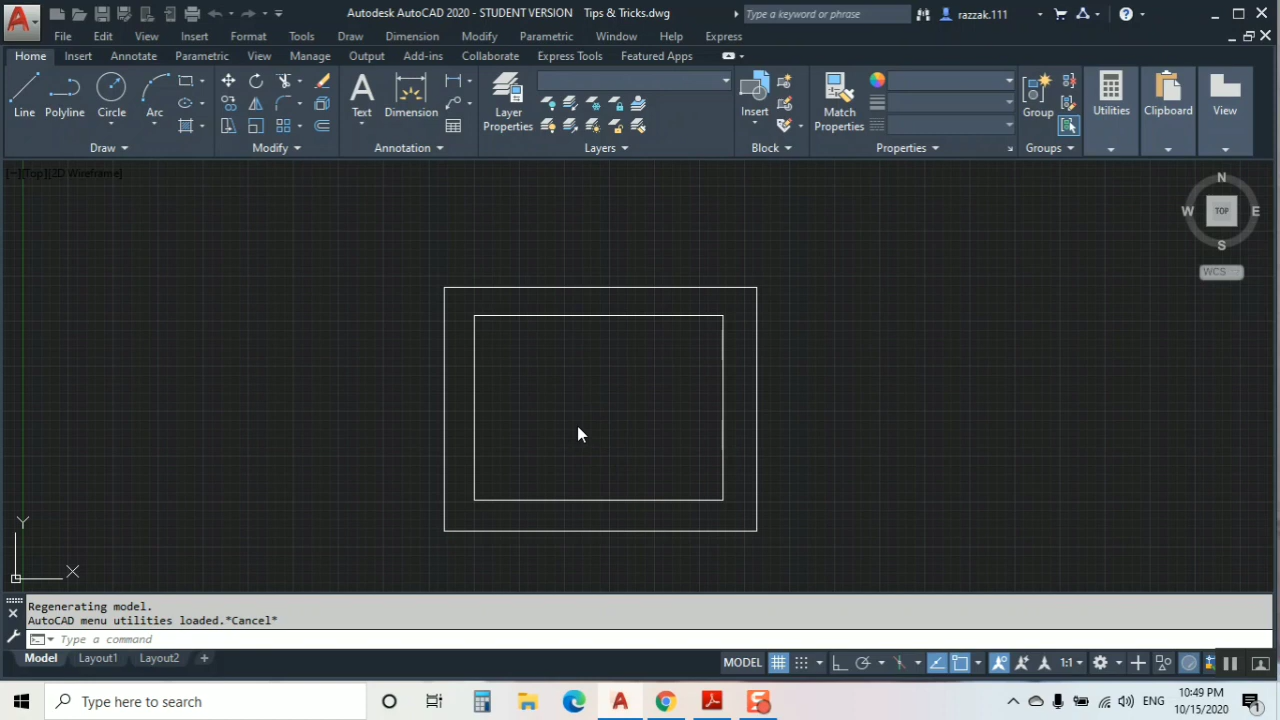 Autodesk AutoCAD 2020 - STUDENT VERSION Tips & Tricks.dwg
Type a keyword or phrase
razzak.111
File Edit View Insert Format Tools Draw Dimension Modify Parametric Window Help Express
Home Insert Annotate Parametric View Manage Output Add-ins Collaborate Express Tools Featured Apps
Line Polyline Circle Arc
Text Dimension
Layer Properties
Insert
Match Properties
Group
Utilities
Clipboard
View
Draw Modify Annotation Layers Block Properties Groups
[−][Top][2D Wireframe]
N
W TOP E
S
WCS
Y
X
Regenerating model.
AutoCAD menu utilities loaded.*Cancel*
Type a command
Model Layout1 Layout2 +
MODEL 1:1
Type here to search
ENG
10:49 PM
10/15/2020
1